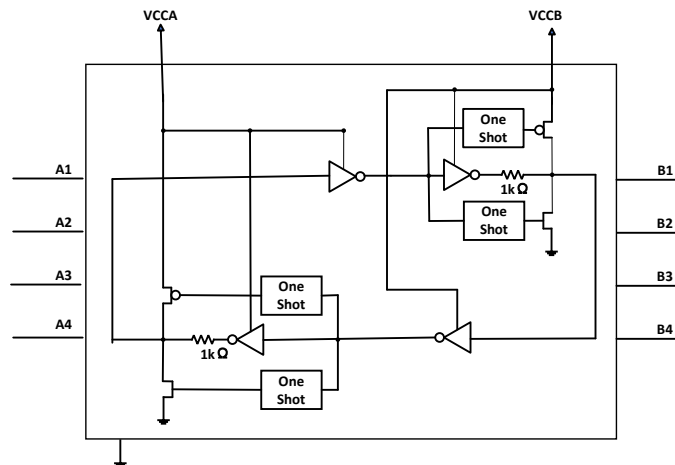 VCCA
VCCB
One
Shot
A1
B1
1k Ω
One
Shot
A2
B2
A3
B3
One
Shot
A4
B4
1k Ω
One
Shot